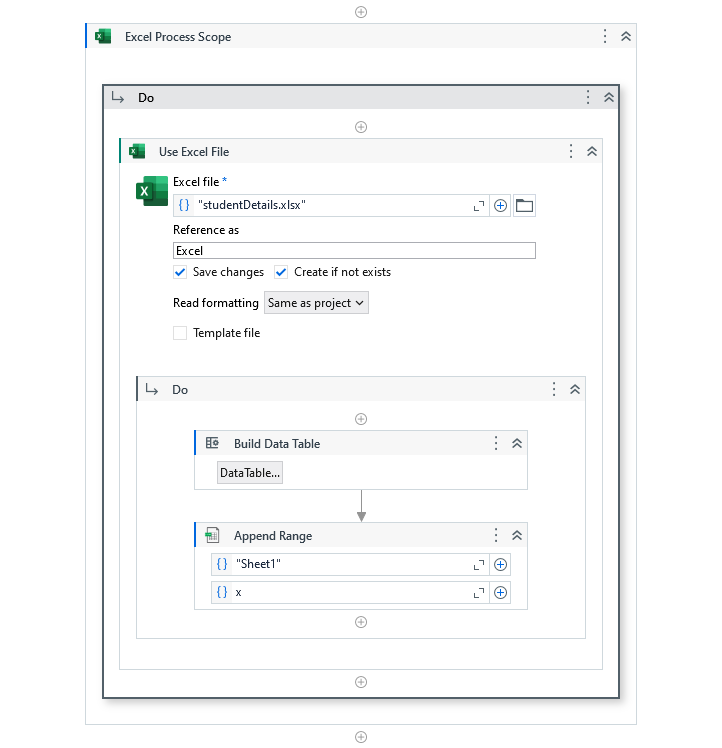 Excel Process Scope
Do
Use Excel File
Excel file *
{} "studentDetails.xlsx"
Reference as
Excel
Save changes Create if not exists
Read formatting Same as project
Template file
Do
Build Data Table
DataTable...
Append Range
{} "Sheet1"
{} x